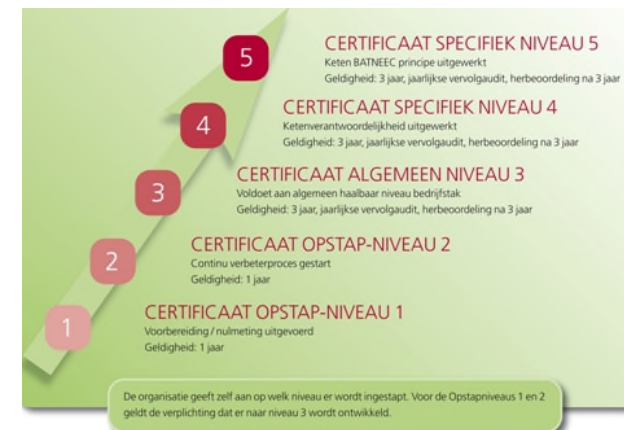 5
CERTIFICAAT SPECIFIEK NIVEAU 5
Keten BATNEEC principe uitgewerkt
Geldigheid: 3 jaar, jaarlijkse vervolgaudit, herbeoordeling na 3 jaar
4
CERTIFICAAT SPECIFIEK NIVEAU 4
Ketenverantwoordelijkheid uitgewerkt
Geldigheid: 3 jaar, jaarlijkse vervolgaudit, herbeoordeling na 3 jaar
3
CERTIFICAAT ALGEMEEN NIVEAU 3
Voldoet aan algemeen haalbaar niveau bedrijfstak
Geldigheid: 3 jaar, jaarlijkse vervolgaudit, herbeoordeling na 3 jaar
2
CERTIFICAAT OPSTAP-NIVEAU 2
Continu verbeterproces gestart
Geldigheid: 1 jaar
1
CERTIFICAAT OPSTAP-NIVEAU 1
Voorbereiding / nulmeting uitgevoerd
Geldigheid: 1 jaar
De organisatie geeft zelf aan op welk niveau er wordt ingestapt. Voor de Opstapniveaus 1 en 2
geldt de verplichting dat er naar niveau 3 wordt ontwikkeld.